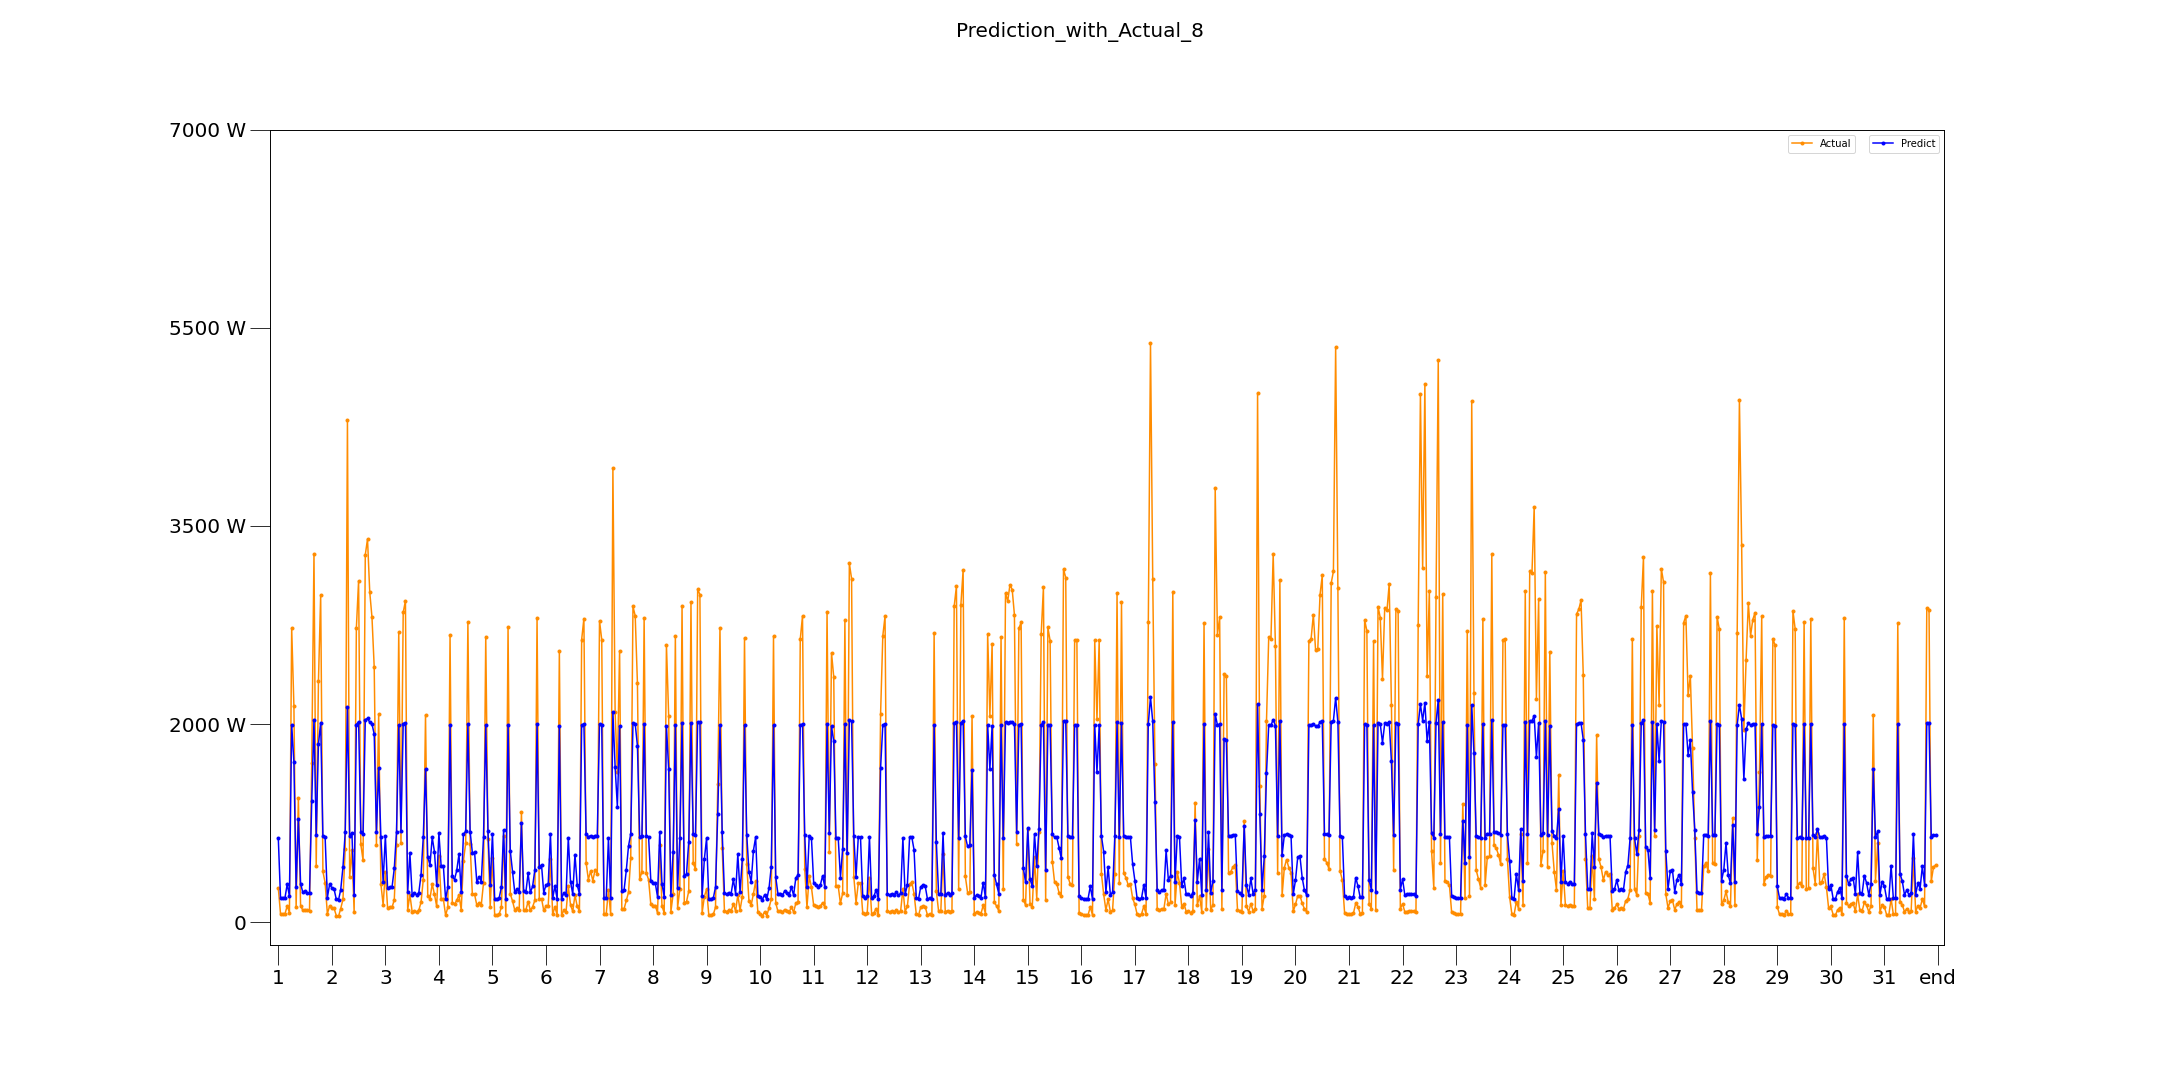 Prediction_with_Actual_8
7000 W
Actual Predict
5500 W
3500 W
2000 W
0
1 2 3 4 5 6 7 8 9 10 11 12 13 14 15 16 17 18 19 20 21 22 23 24 25 26 27 28 29 30 31 end